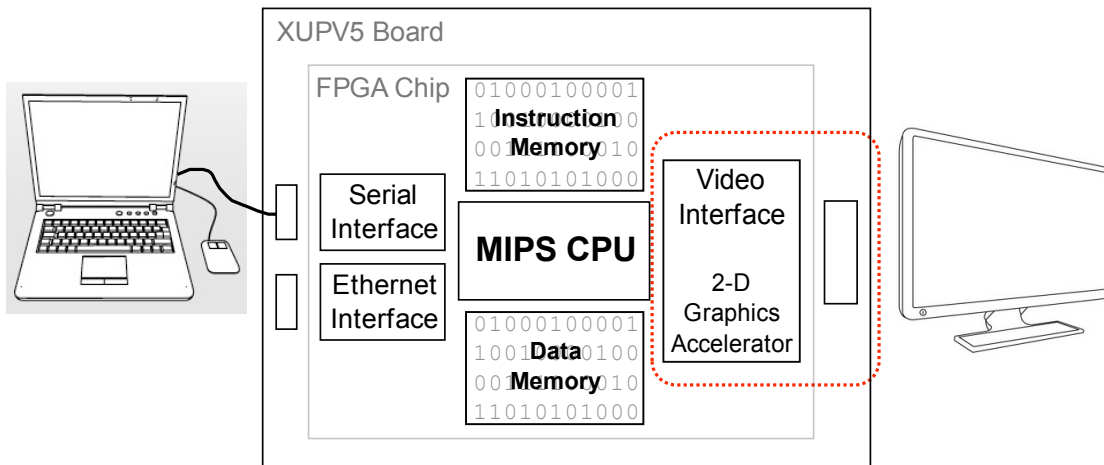 XUPV5 Board
FPGA Chip
01000100001
Instruction
Memory
11010101000
Serial
Interface
Ethernet
Interface
MIPS CPU
01000100001
Data
Memory
11010101000
Video
Interface
2-D
Graphics
Accelerator